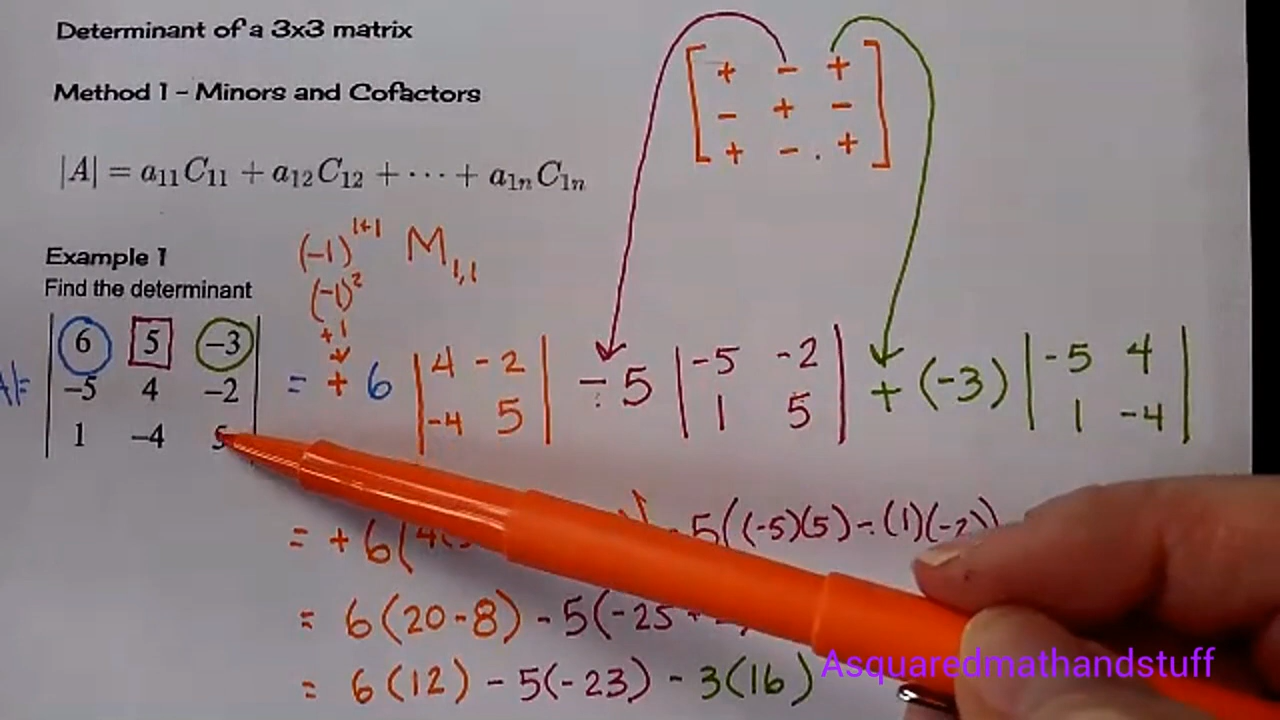 Determinant of a 3x3 matrix
Method 1 - Minors and Cofactors
[ + - +
- + -
+ - . + ]
|A| = a₁₁C₁₁ + a₁₂C₁₂ + ⋯ + a₁ₙC₁ₙ
(-1)¹⁺¹ M₁,₁
(-1)²
+1
Example 1
Find the determinant
|A|= | 6 5 −3 |
| −5 4 −2 |
| 1 −4 5 |
= + 6 | 4 -2 | - 5 | -5 -2 | + (-3) | -5 4 |
| -4 5 | | 1 5 | | 1 -4 |
= + 6(4( - 5((-5)(5) - (1)(-2))
= 6(20-8) - 5(-25
= 6(12) - 5(-23) - 3(16)
Asquaredmathandstuff